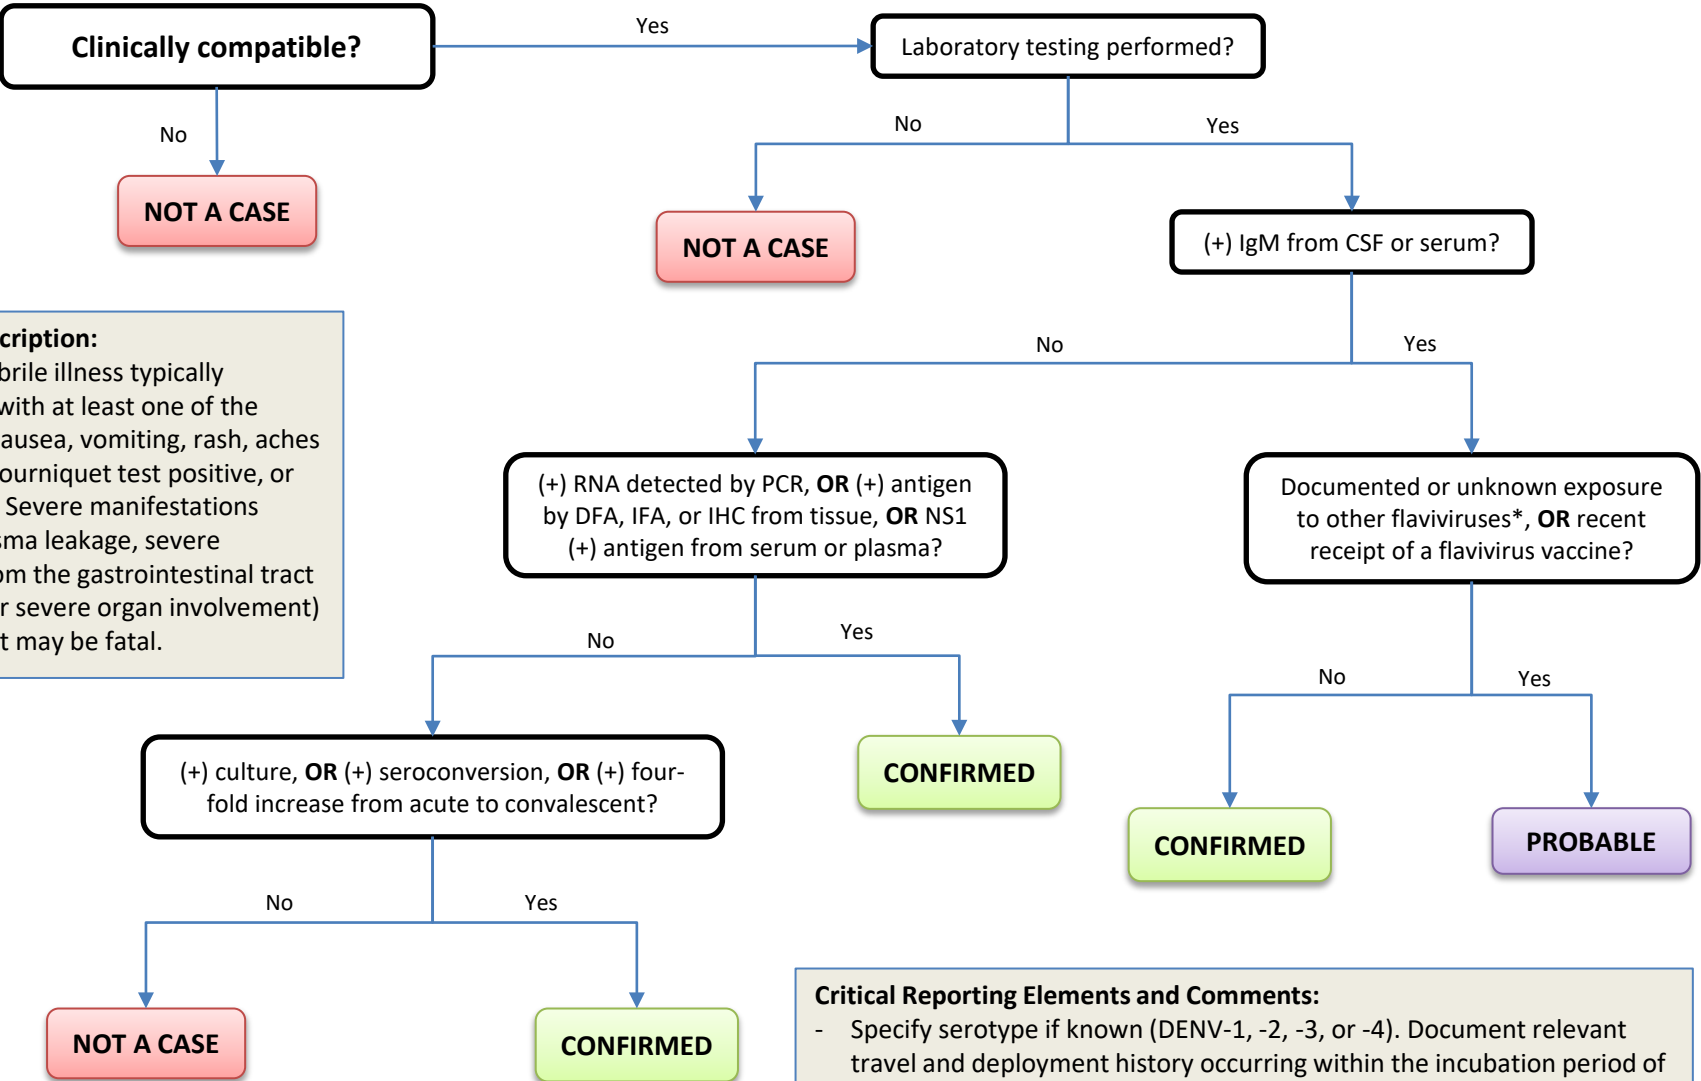 Clinically compatible?
Yes
Laboratory testing performed?
No
No
Yes
NOT A CASE
NOT A CASE
(+) IgM from CSF or serum?
cription:
brile illness typically
with at least one of the
ausea, vomiting, rash, aches
ourniquet test positive, or
Severe manifestations
sma leakage, severe
om the gastrointestinal tract
r severe organ involvement)
t may be fatal.
No
Yes
(+) RNA detected by PCR, OR (+) antigen
by DFA, IFA, or IHC from tissue, OR NS1
(+) antigen from serum or plasma?
Documented or unknown exposure
to other flaviviruses*, OR recent
receipt of a flavivirus vaccine?
No
Yes
No
Yes
(+) culture, OR (+) seroconversion, OR (+) four-
fold increase from acute to convalescent?
CONFIRMED
CONFIRMED
PROBABLE
No
Yes
NOT A CASE
CONFIRMED
Critical Reporting Elements and Comments:
- Specify serotype if known (DENV-1, -2, -3, or -4). Document relevant
travel and deployment history occurring within the incubation period of